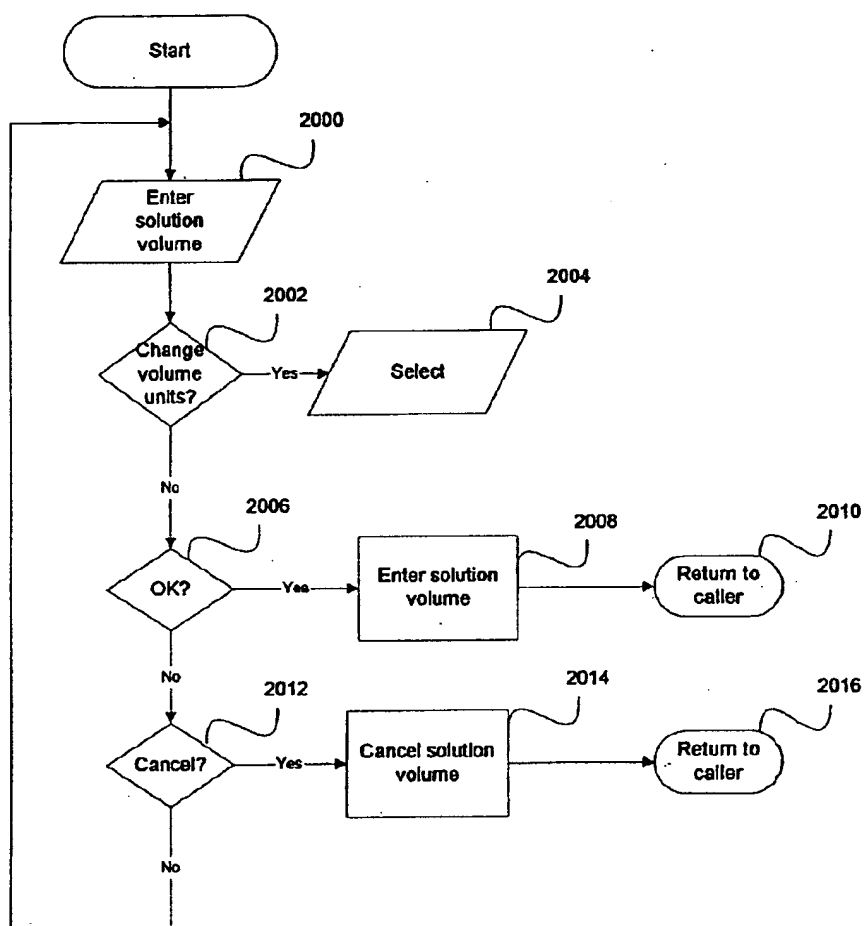 Start
2000
Enter
solution
volume
2002
2004
Change
volume
units?
Yes
Select
No
2006
2008
2010
OK?
Yes
Enter solution
volume
Return to
caller
No
2012
2014
2016
Cancel?
Yes
Cancel solution
volume
Return to
caller
No